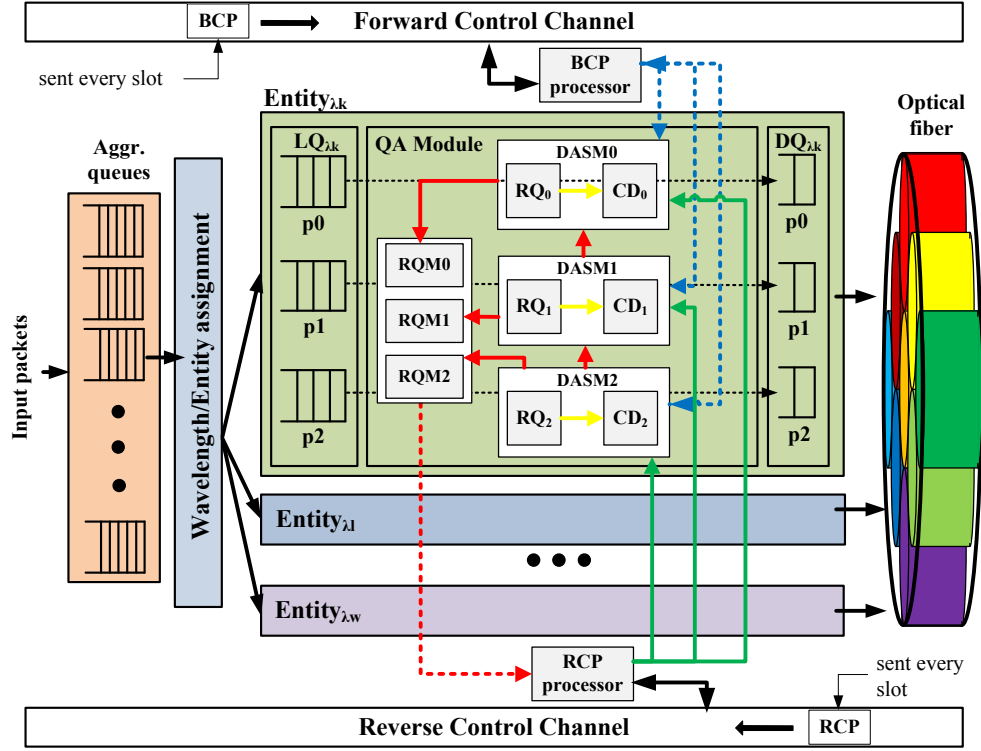 BCP
Forward Control Channel
sent every slot
BCP
processor
Entityλk
Optical
fiber
Aggr.
queues
LQλk
QA Module
DASM0
DQλk
RQ0
CD0
p0
p0
Wavelength/Entity assignment
RQM0
DASM1
Input packets
RQM1
RQ1
CD1
p1
p1
RQM2
DASM2
RQ2
CD2
p2
p2
Entityλl
Entityλw
RCP
processor
sent every
slot
Reverse Control Channel
RCP